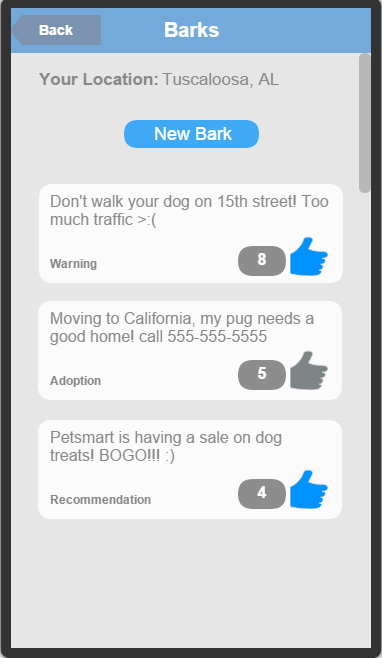 Back
Barks
Your Location: Tuscaloosa, AL
New Bark
Don't walk your dog on 15th street! Too
much traffic >:(
Warning
8
Moving to California, my pug needs a
good home! call 555-555-5555
Adoption
5
Petsmart is having a sale on dog
treats! BOGO!!! :)
Recommendation
4